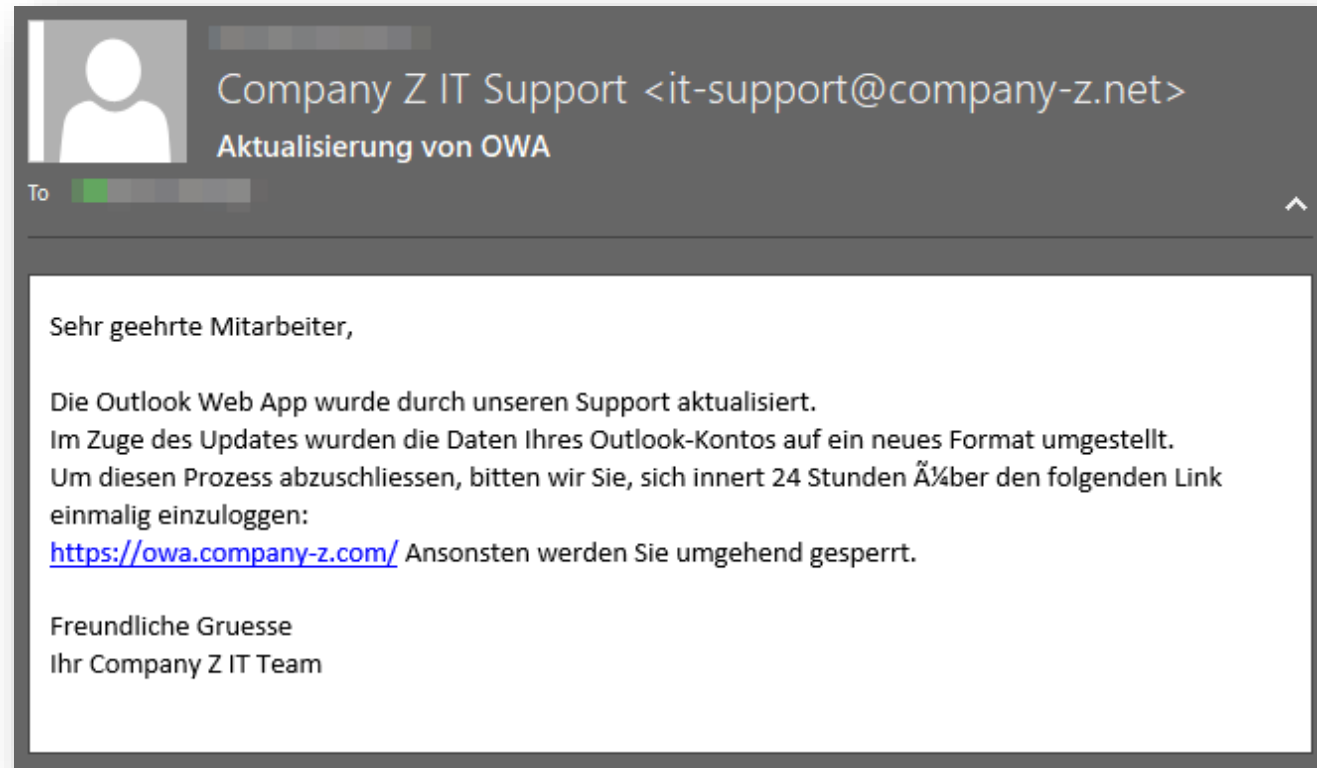 Company Z IT Support <it-support@company-z.net>
Aktualisierung von OWA
To
Sehr geehrte Mitarbeiter,
Die Outlook Web App wurde durch unseren Support aktualisiert.
Im Zuge des Updates wurden die Daten Ihres Outlook-Kontos auf ein neues Format umgestellt.
Um diesen Prozess abzuschliessen, bitten wir Sie, sich innert 24 Stunden Ã¼ber den folgenden Link
einmalig einzuloggen:
https://owa.company-z.com/ Ansonsten werden Sie umgehend gesperrt.
Freundliche Gruesse
Ihr Company Z IT Team